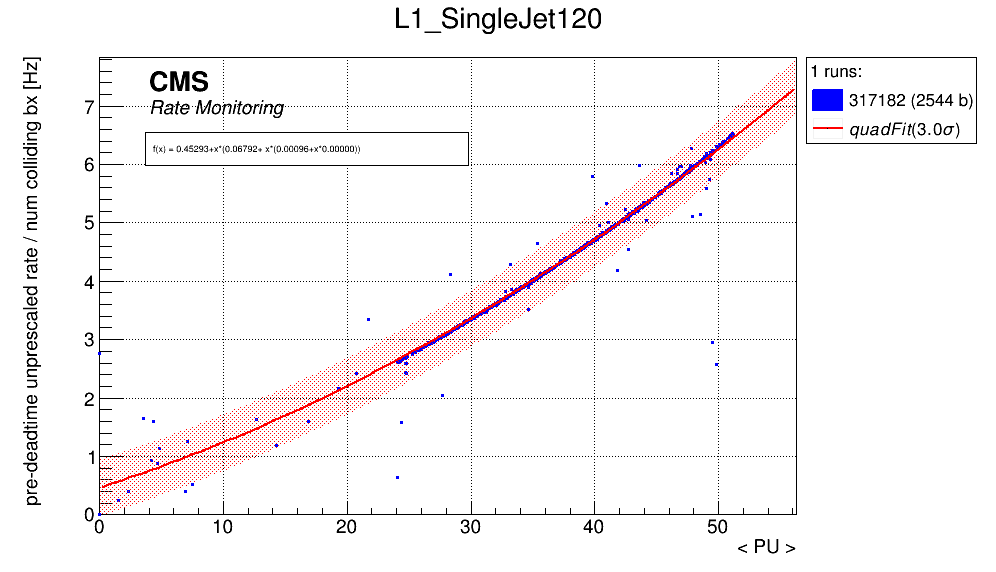 L1_SingleJet120
pre-deadtime unprescaled rate / num colliding bx [Hz]
CMS
Rate Monitoring
f(x) = 0.45293+x*(0.06792+ x*(0.00096+x*0.00000))
7
6
5
4
3
2
1
0
0 10 20 30 40 50
< PU >
1 runs:
317182 (2544 b)
quadFit(3.0σ)